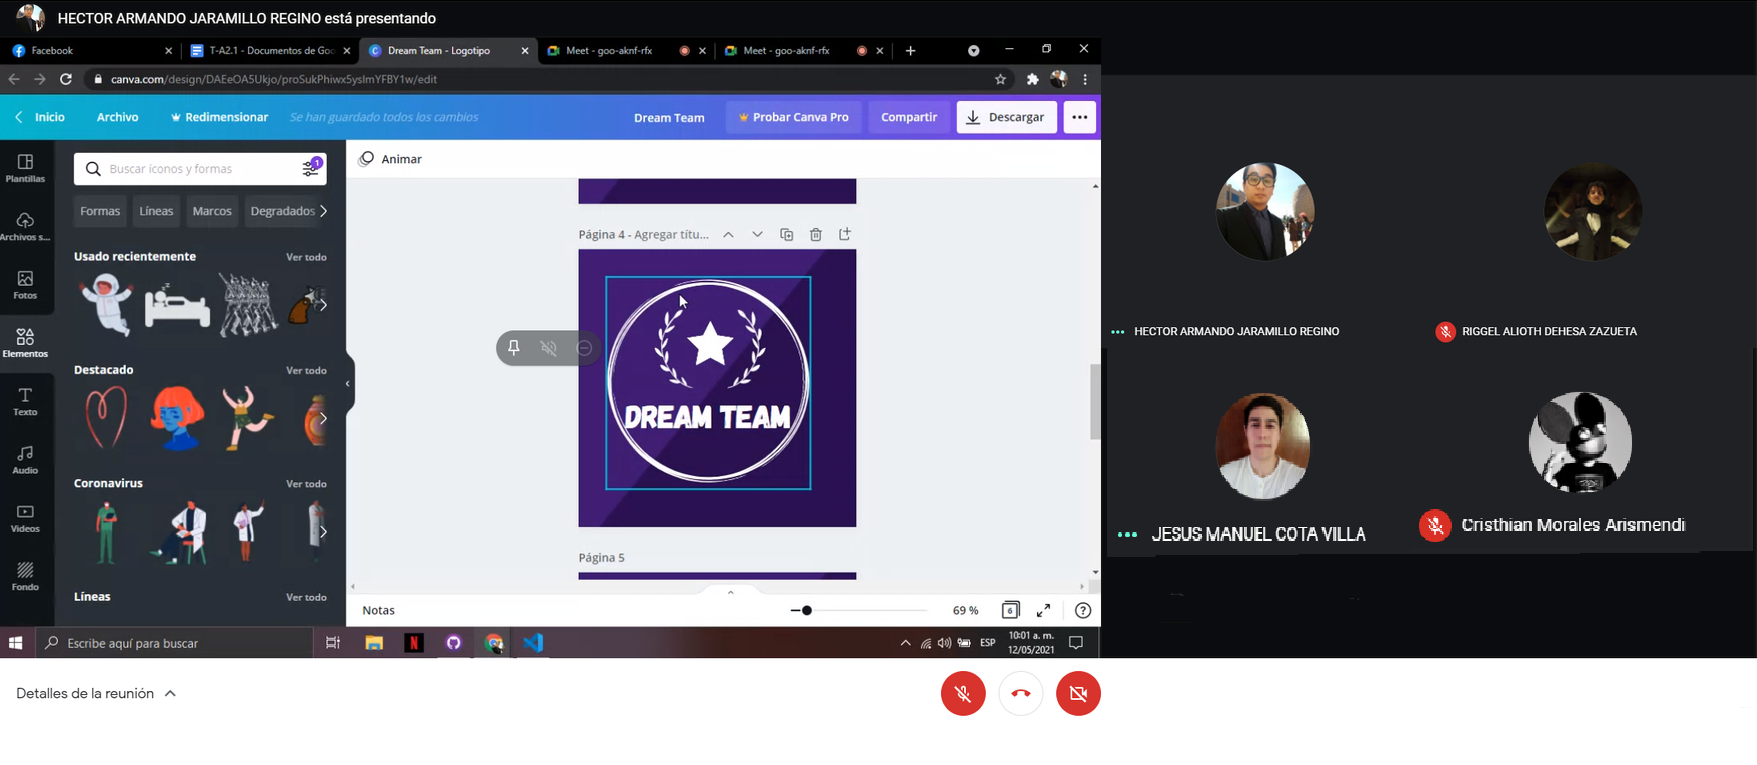 HECTOR ARMANDO JARAMILLO REGINO está presentando
Facebook
T-A2.1 - Documentos de Goo
Dream Team - Logotipo
Meet - goo-aknf-rfx
Meet - goo-aknf-rfx
canva.com/design/DAEeOA5Ukjo/proSukPhiwx5yslmYFBY1w/edit
Inicio
Archivo
Redimensionar
Se han guardado todos los cambios
Dream Team
Probar Canva Pro
Compartir
Descargar
Plantillas
Archivos s...
Fotos
Elementos
Texto
Audio
Videos
Fondo
Buscar íconos y formas
1
Formas
Líneas
Marcos
Degradados
Usado recientemente
Ver todo
Destacado
Ver todo
Coronavirus
Ver todo
Líneas
Ver todo
Animar
Página 4 - Agregar títu...
DREAM TEAM
Página 5
Notas
69 %
6
Escribe aquí para buscar
ESP
10:01 a. m.
12/05/2021
HECTOR ARMANDO JARAMILLO REGINO
RIGGEL ALIOTH DEHESA ZAZUETA
JESUS MANUEL COTA VILLA
Cristhian Morales Arismendi
Detalles de la reunión